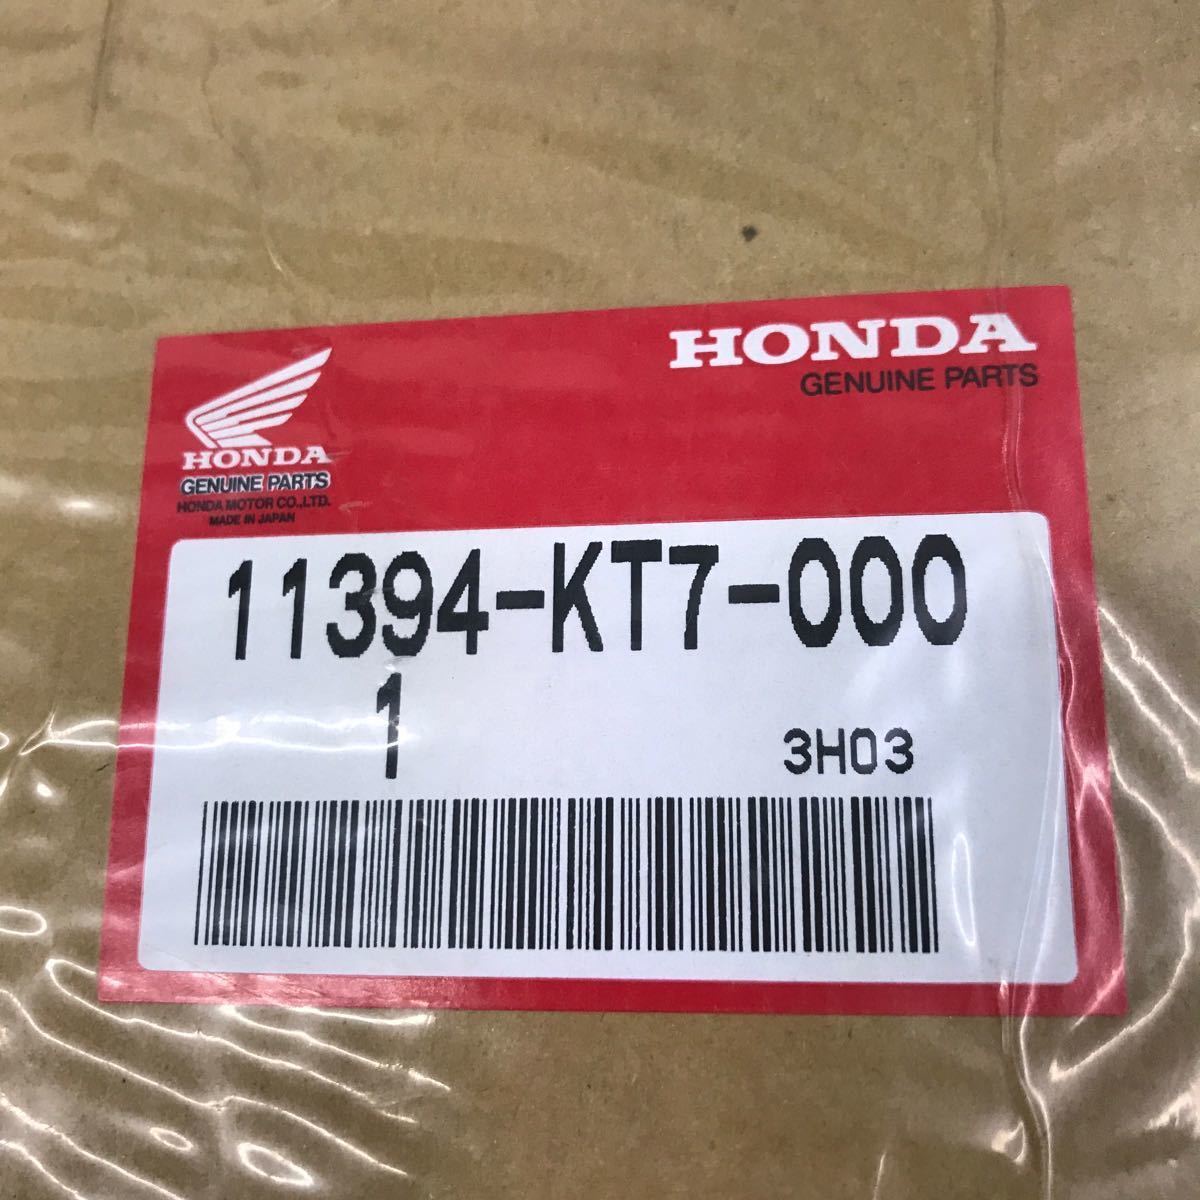 HONDA
GENUINE PARTS
HONDA
GENUINE PARTS
HONDA MOTOR CO.,LTD.
MADE IN JAPAN
11394-KT7-000
1
3H03